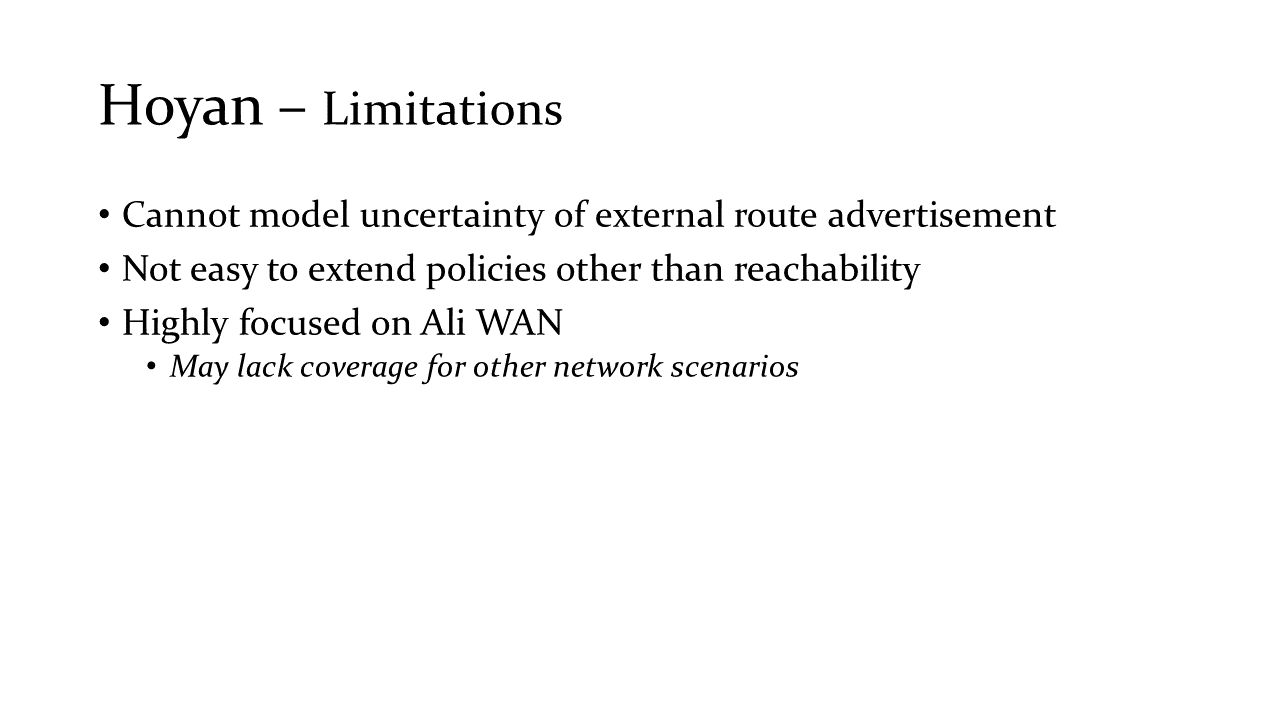 Hoyan – Limitations
• Cannot model uncertainty of external route advertisement
• Not easy to extend policies other than reachability
• Highly focused on Ali WAN
• May lack coverage for other network scenarios